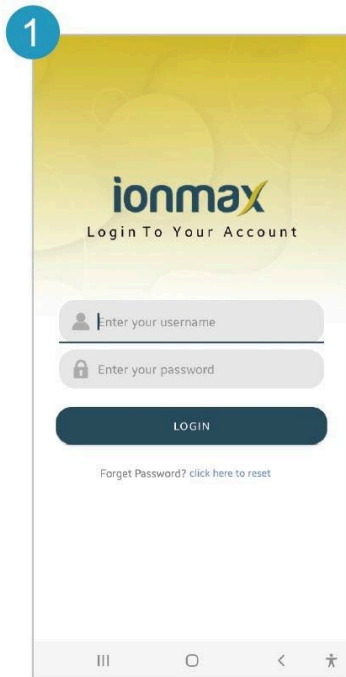 1
ionmax
Login To Your Account
Enter your username
Enter your password
LOGIN
Forget Password? click here to reset